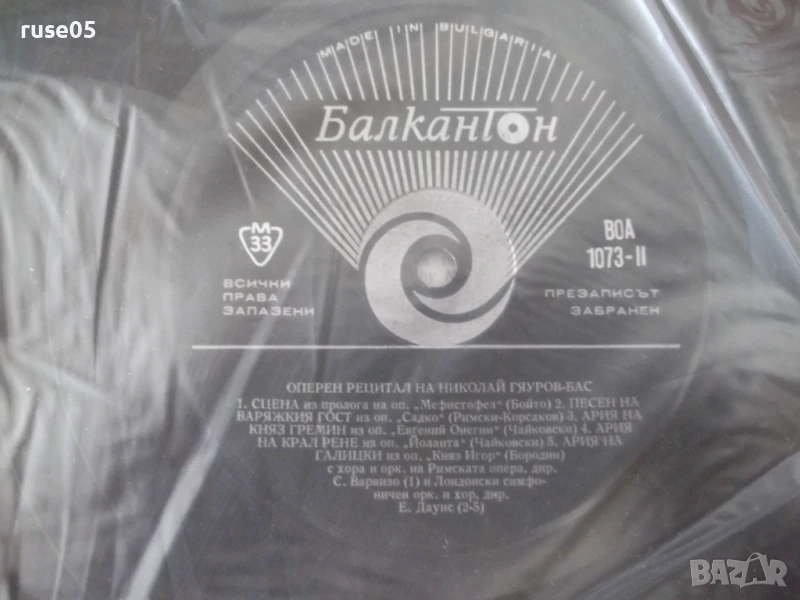 ruse05
MADE IN BULGARIA
Балкантон
М
33
ВСИЧКИ
ПРАВА
ЗАПАЗЕНИ
ВОА
1073-II
ПРЕЗАПИСЪТ
ЗАБРАНЕН
ОПЕРЕН РЕЦИТАЛ НА НИКОЛАЙ ГЯУРОВ-БАС
1. СЦЕНА из пролога на оп. „Мефистофел“ (Бойто) 2. ПЕСЕН НА
ВАРЯЖКИЯ ГОСТ из оп. „Садко“ (Римски-Корсаков) 3. АРИЯ НА
КНЯЗ ГРЕМИН из оп. „Евгений Онегин“ (Чайковски) 4. АРИЯ
НА КРАЛ РЕНЕ из оп. „Йоланта“ (Чайковски) 5. АРИЯ НА
ГАЛИЦКИ из оп. „Княз Игор“ (Бородин)
с хора и орк. на Римската опера, дир.
С. Варвизо (1) и Лондонски симфо-
ничен орк. и хор, дир.
Е. Даунс (2-5)
BAZAR